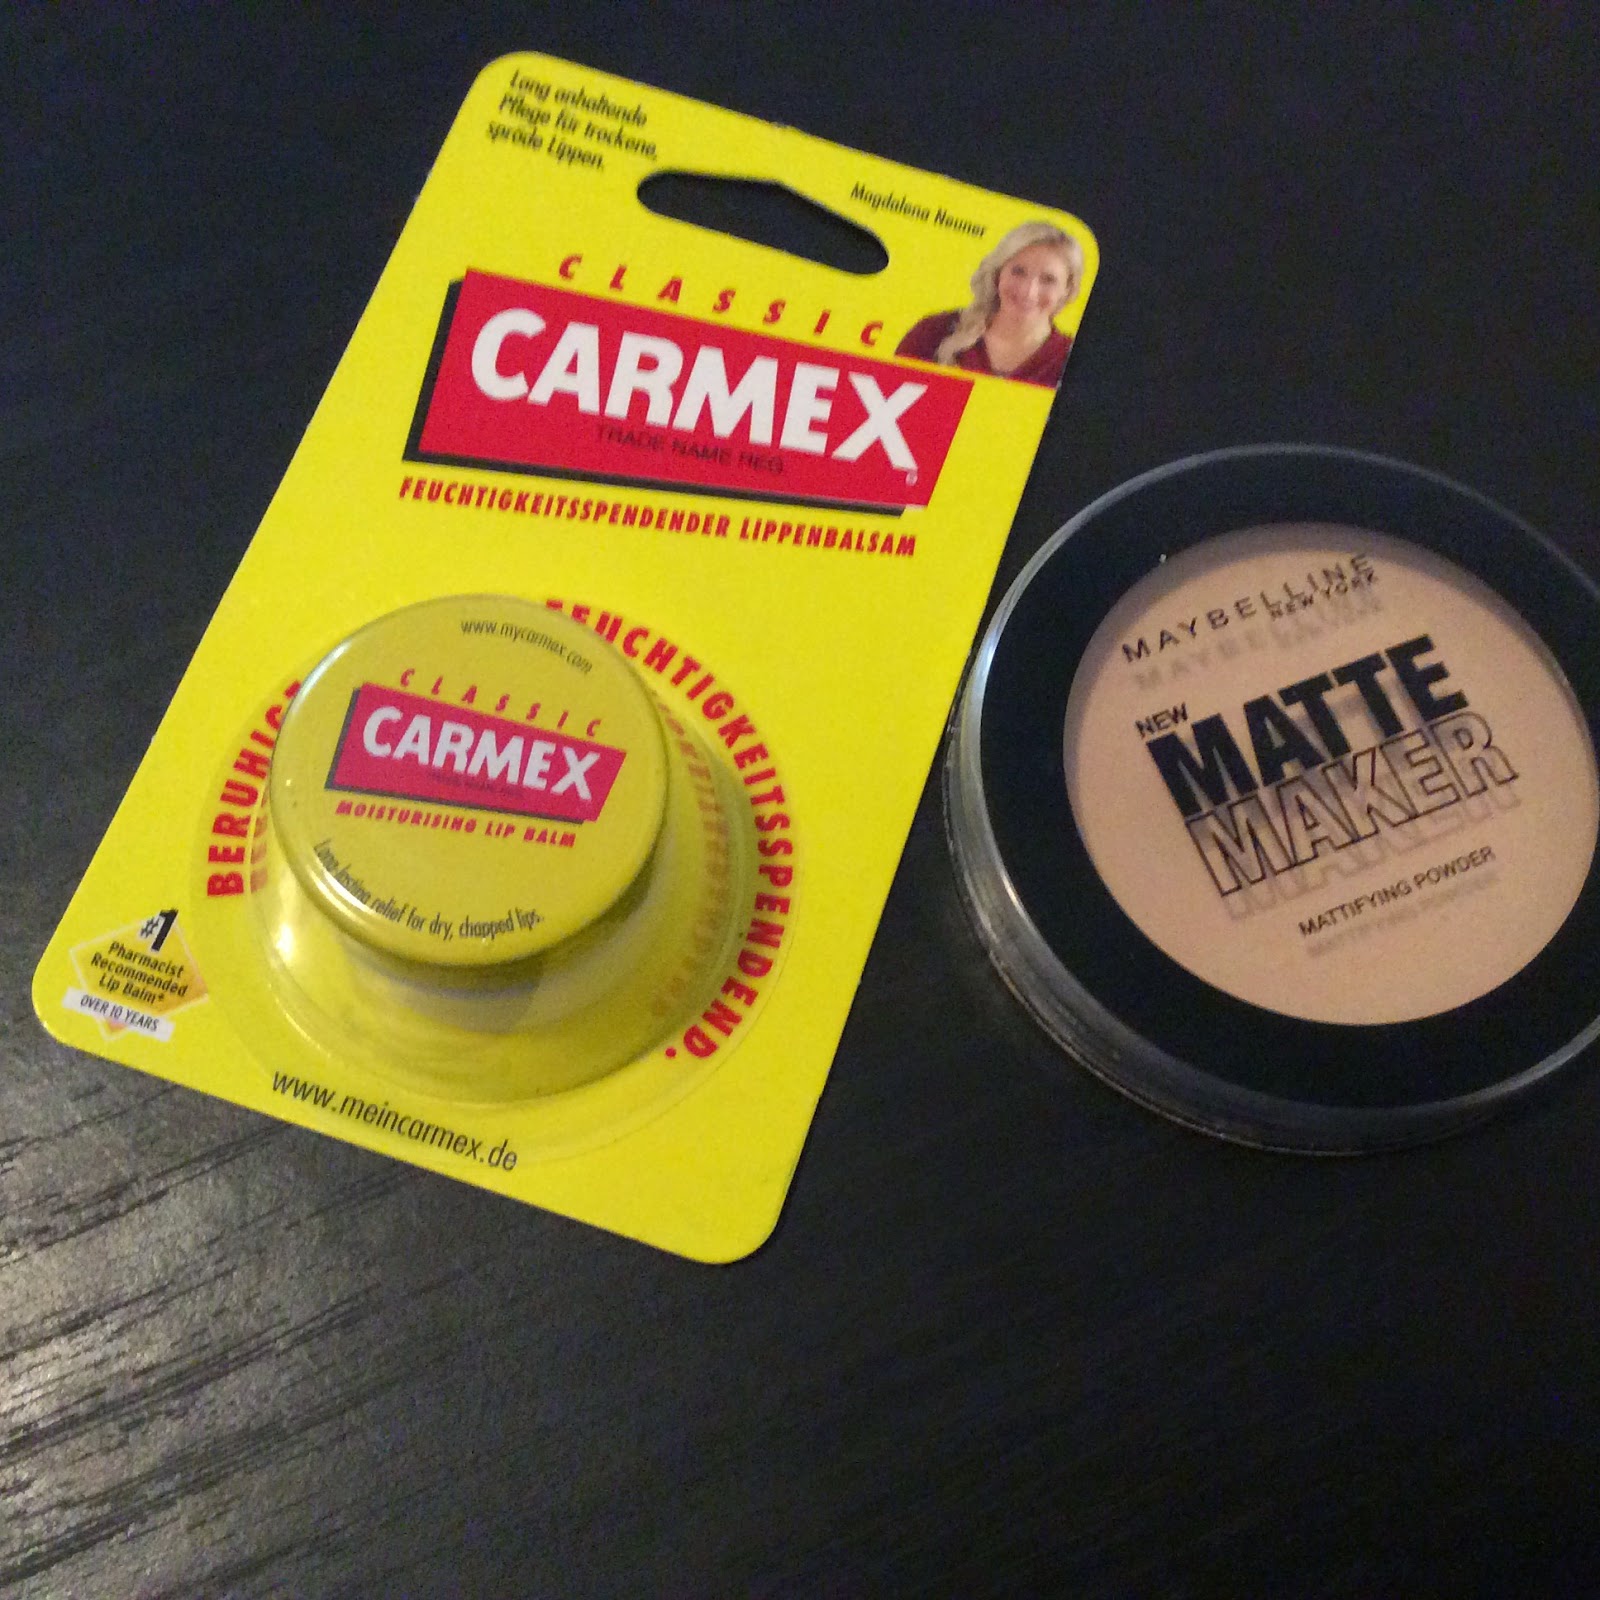 Long anhaltende
Pflege für trockene,
spröde Lippen.
Magdalena Neuner
CLASSIC
CARMEX
TRADE NAME REG.
FEUCHTIGKEITSSPENDENDER LIPPENBALSAM
FEUCHTIGKEITSSPENDEND.
www.mycarmex.com
CLASSIC
CARMEX
MOISTURISING LIP BALM
Long lasting relief for dry, chapped lips.
#1
Pharmacist
Recommended
Lip Balm*
OVER 10 YEARS
www.meincarmex.de
MAYBELLINE
NEW YORK
NEW
MATTE
MAKER
MATTIFYING POWDER